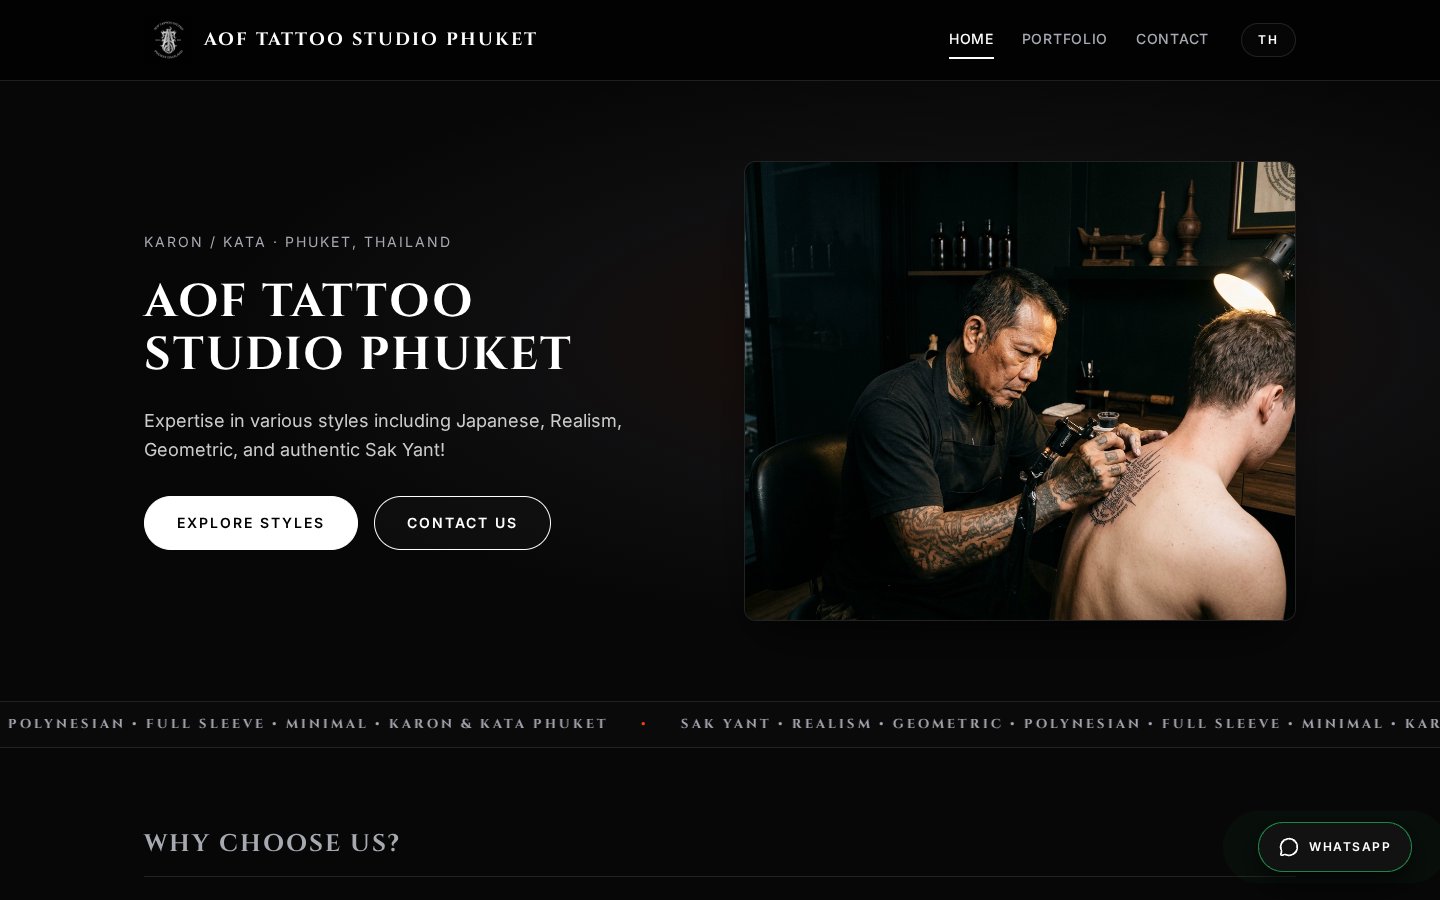 AOF TATTOO STUDIO PHUKET
HOME
PORTFOLIO
CONTACT
TH
KARON / KATA · PHUKET, THAILAND
AOF TATTOO
STUDIO PHUKET
Expertise in various styles including Japanese, Realism,
Geometric, and authentic Sak Yant!
EXPLORE STYLES
CONTACT US
POLYNESIAN • FULL SLEEVE • MINIMAL • KARON & KATA PHUKET • SAK YANT • REALISM • GEOMETRIC • POLYNESIAN • FULL SLEEVE • MINIMAL • KAR
WHY CHOOSE US?
WHATSAPP